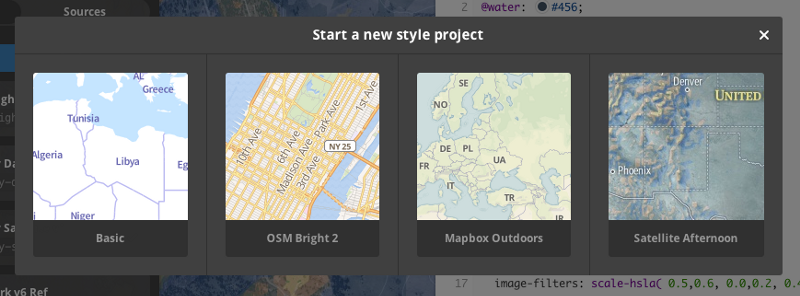 Sources
2 @water: #456;
Start a new style project ×
AL
Greece
Tunisia
Algeria
Libya
Eg
Niger
Basic
10th Ave
6th Ave
Madison Ave
Park Ave
3rd Ave
1st Ave
NY 25
OSM Bright 2
SE
NO
DE PL
UA
FR
IT
TR
IR
Mapbox Outdoors
Denver
UNITED
Phoenix
Satellite Afternoon
17 image-filters: scale-hsla( 0.5,0.6, 0.0,0.2, 0.4
rk v6 Ref